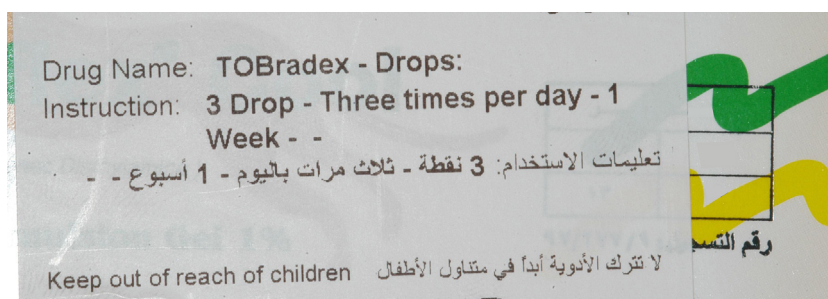 Drug Name: TOBradex - Drops:
Instruction: 3 Drop - Three times per day - 1
Week - -
تعليمات الاستخدام: 3 نقطة - ثلاث مرات باليوم - 1 أسبوع - -
رقم التسج
Keep out of reach of children لا تترك الأدوية أبداً في متناول الأطفال